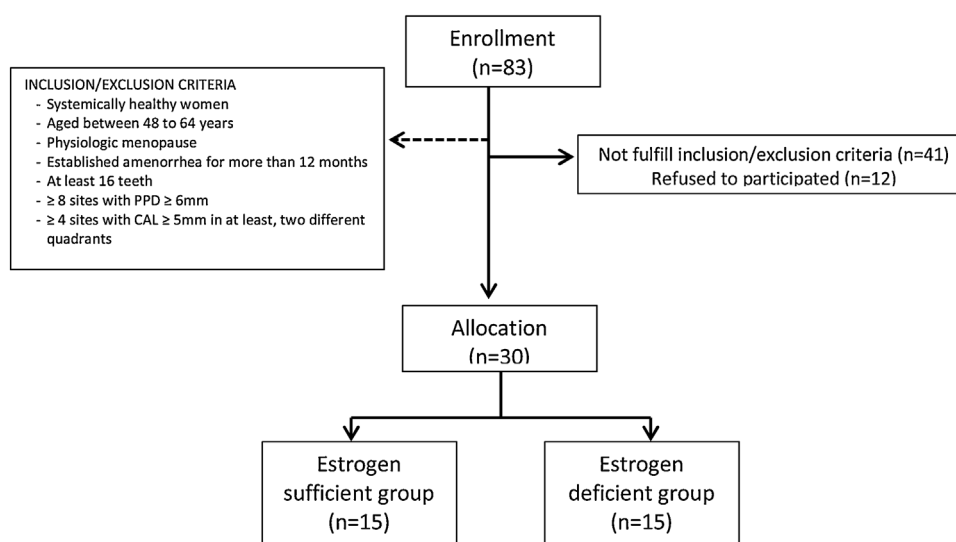 Enrollment
(n=83)
INCLUSION/EXCLUSION CRITERIA
- Systemically healthy women
- Aged between 48 to 64 years
- Physiologic menopause
- Established amenorrhea for more than 12 months
- At least 16 teeth
- ≥ 8 sites with PPD ≥ 6mm
- ≥ 4 sites with CAL ≥ 5mm in at least, two different
quadrants
Not fulfill inclusion/exclusion criteria (n=41)
Refused to participated (n=12)
Allocation
(n=30)
Estrogen
sufficient group
(n=15)
Estrogen
deficient group
(n=15)